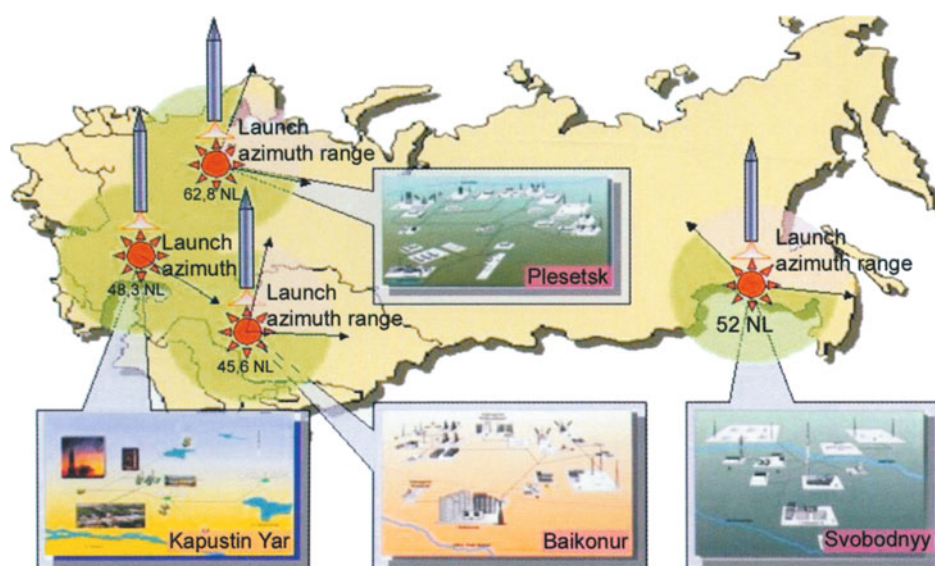 Launch
azimuth range
62,8 NL
Launch
azimuth
48,3 NL
Launch
azimuth range
45,6 NL
Launch
azimuth range
52 NL
Plesetsk
Kapustin Yar
Baikonur
Svobodnyy